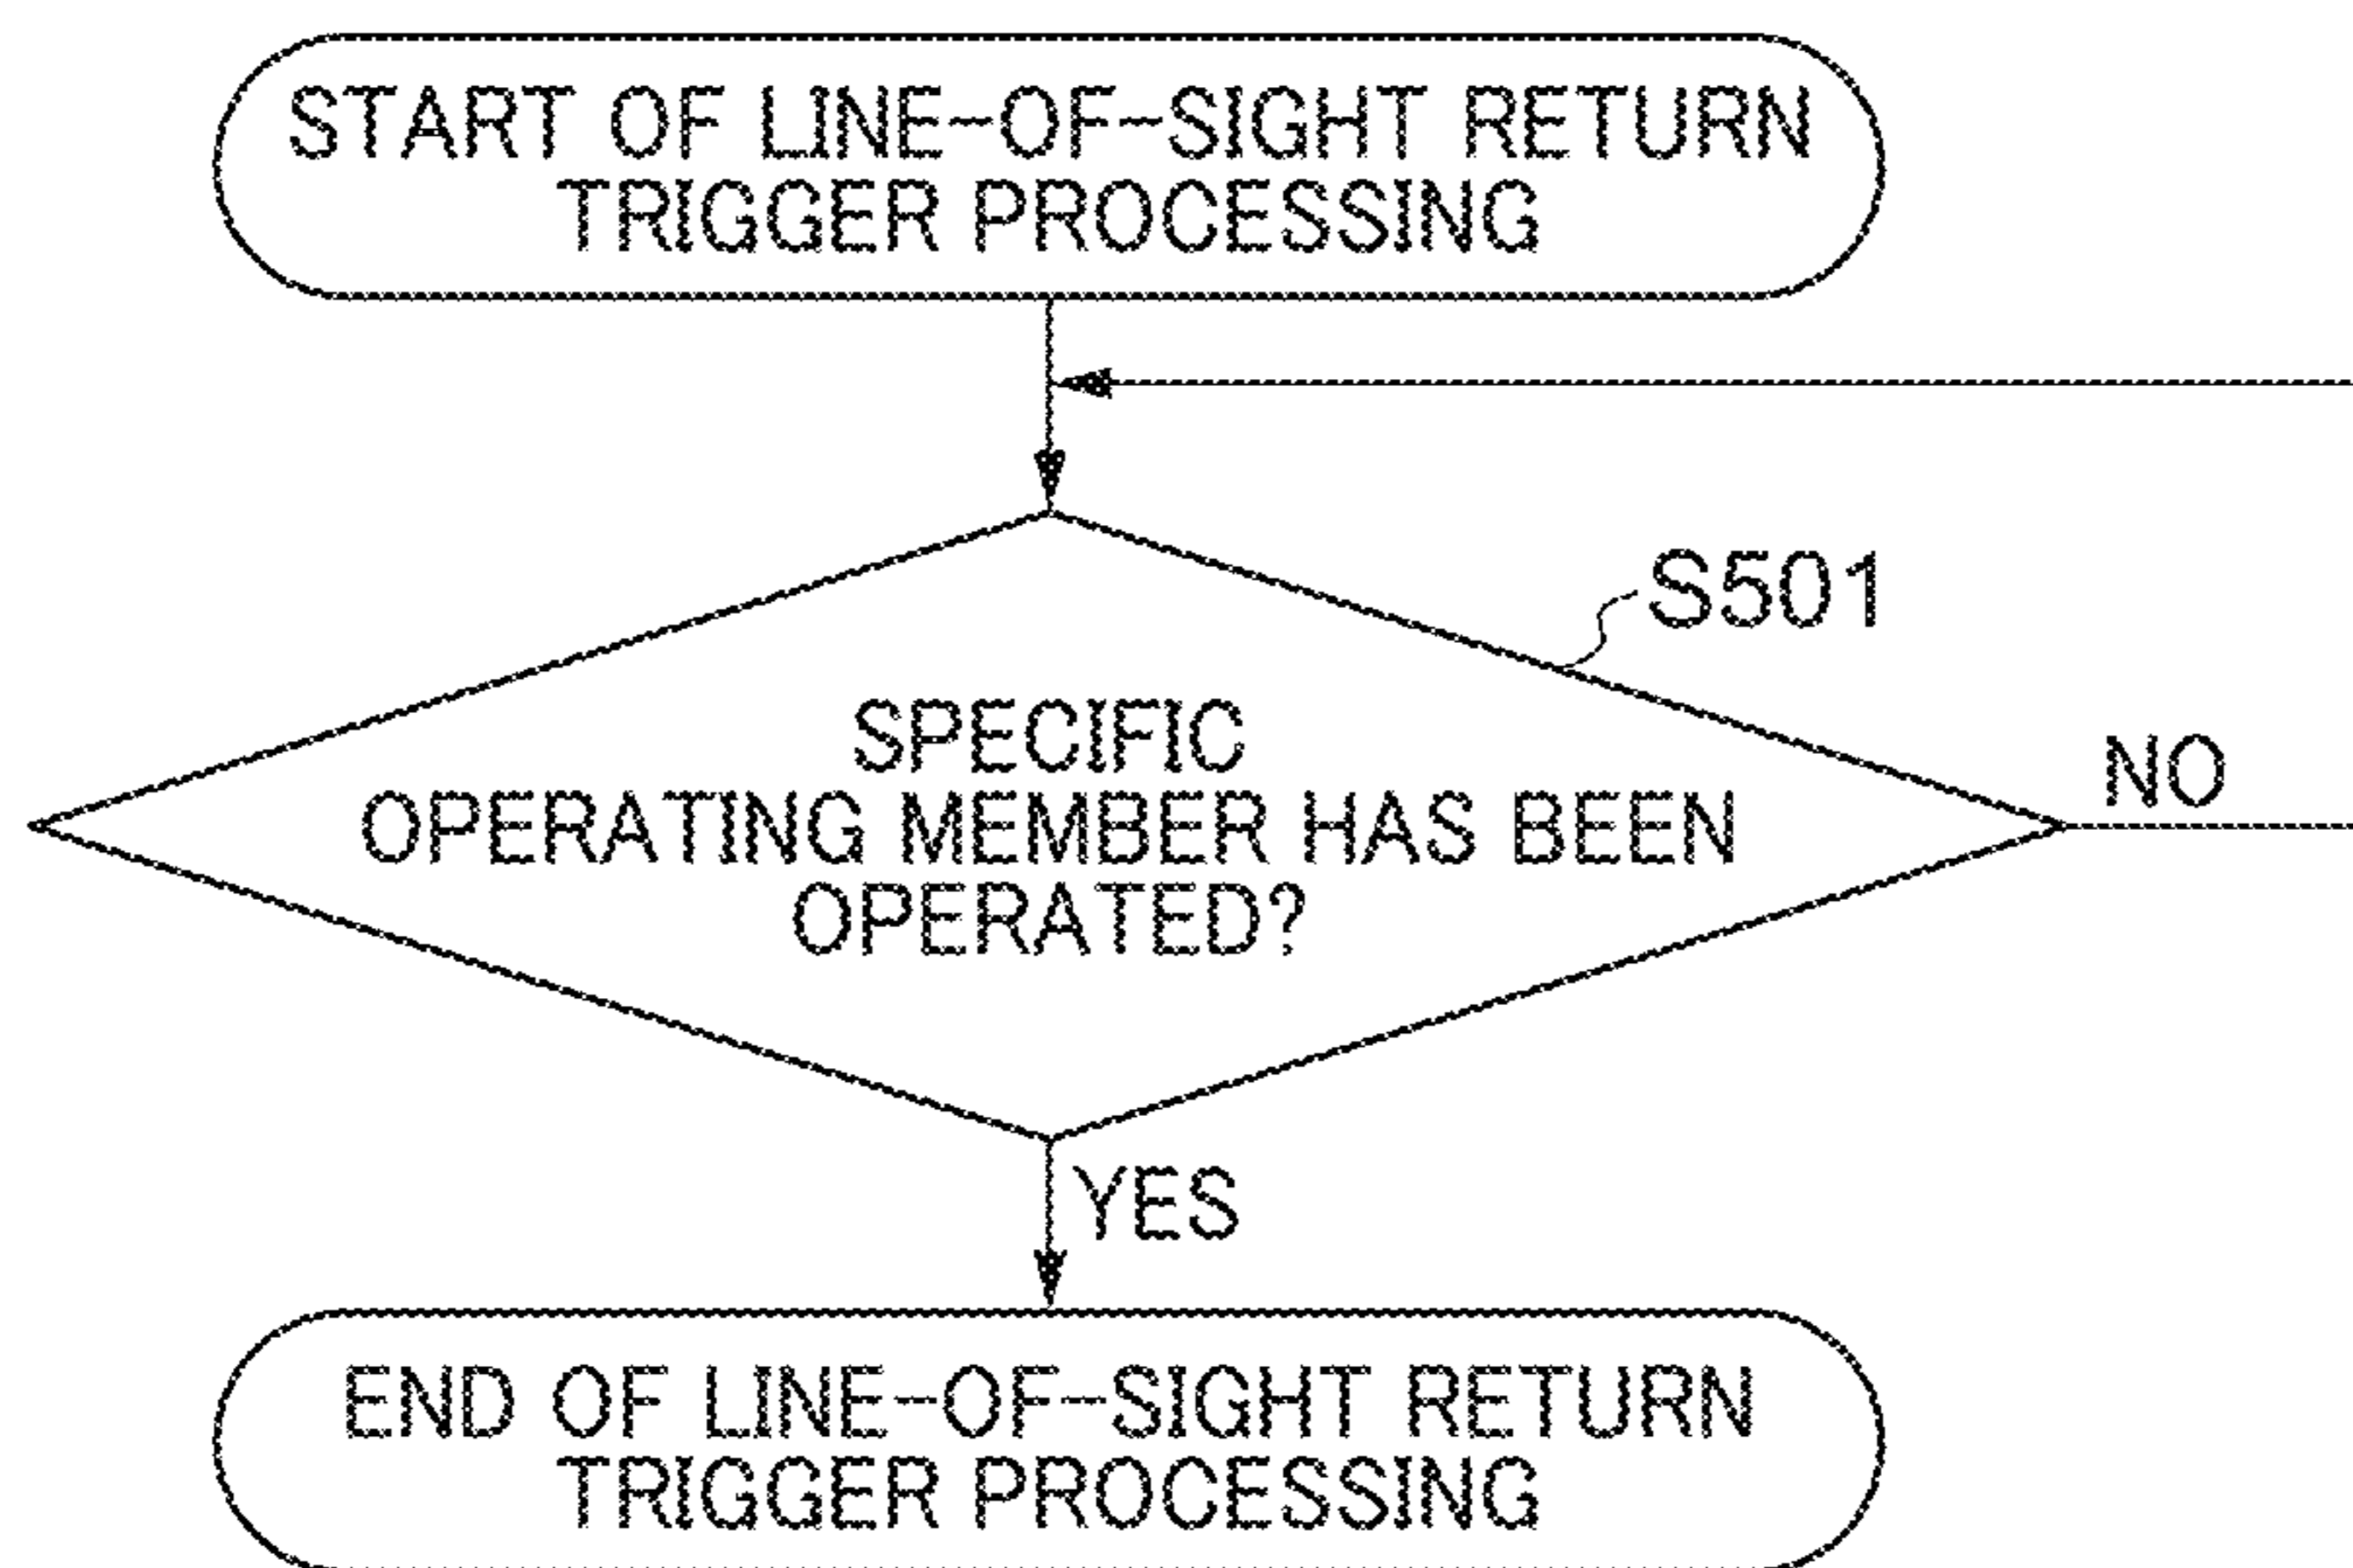 START OF LINE-OF-SIGHT RETURN
TRIGGER PROCESSING
S501
SPECIFIC
OPERATING MEMBER HAS BEEN
OPERATED?
NO
YES
END OF LINE-OF-SIGHT RETURN
TRIGGER PROCESSING